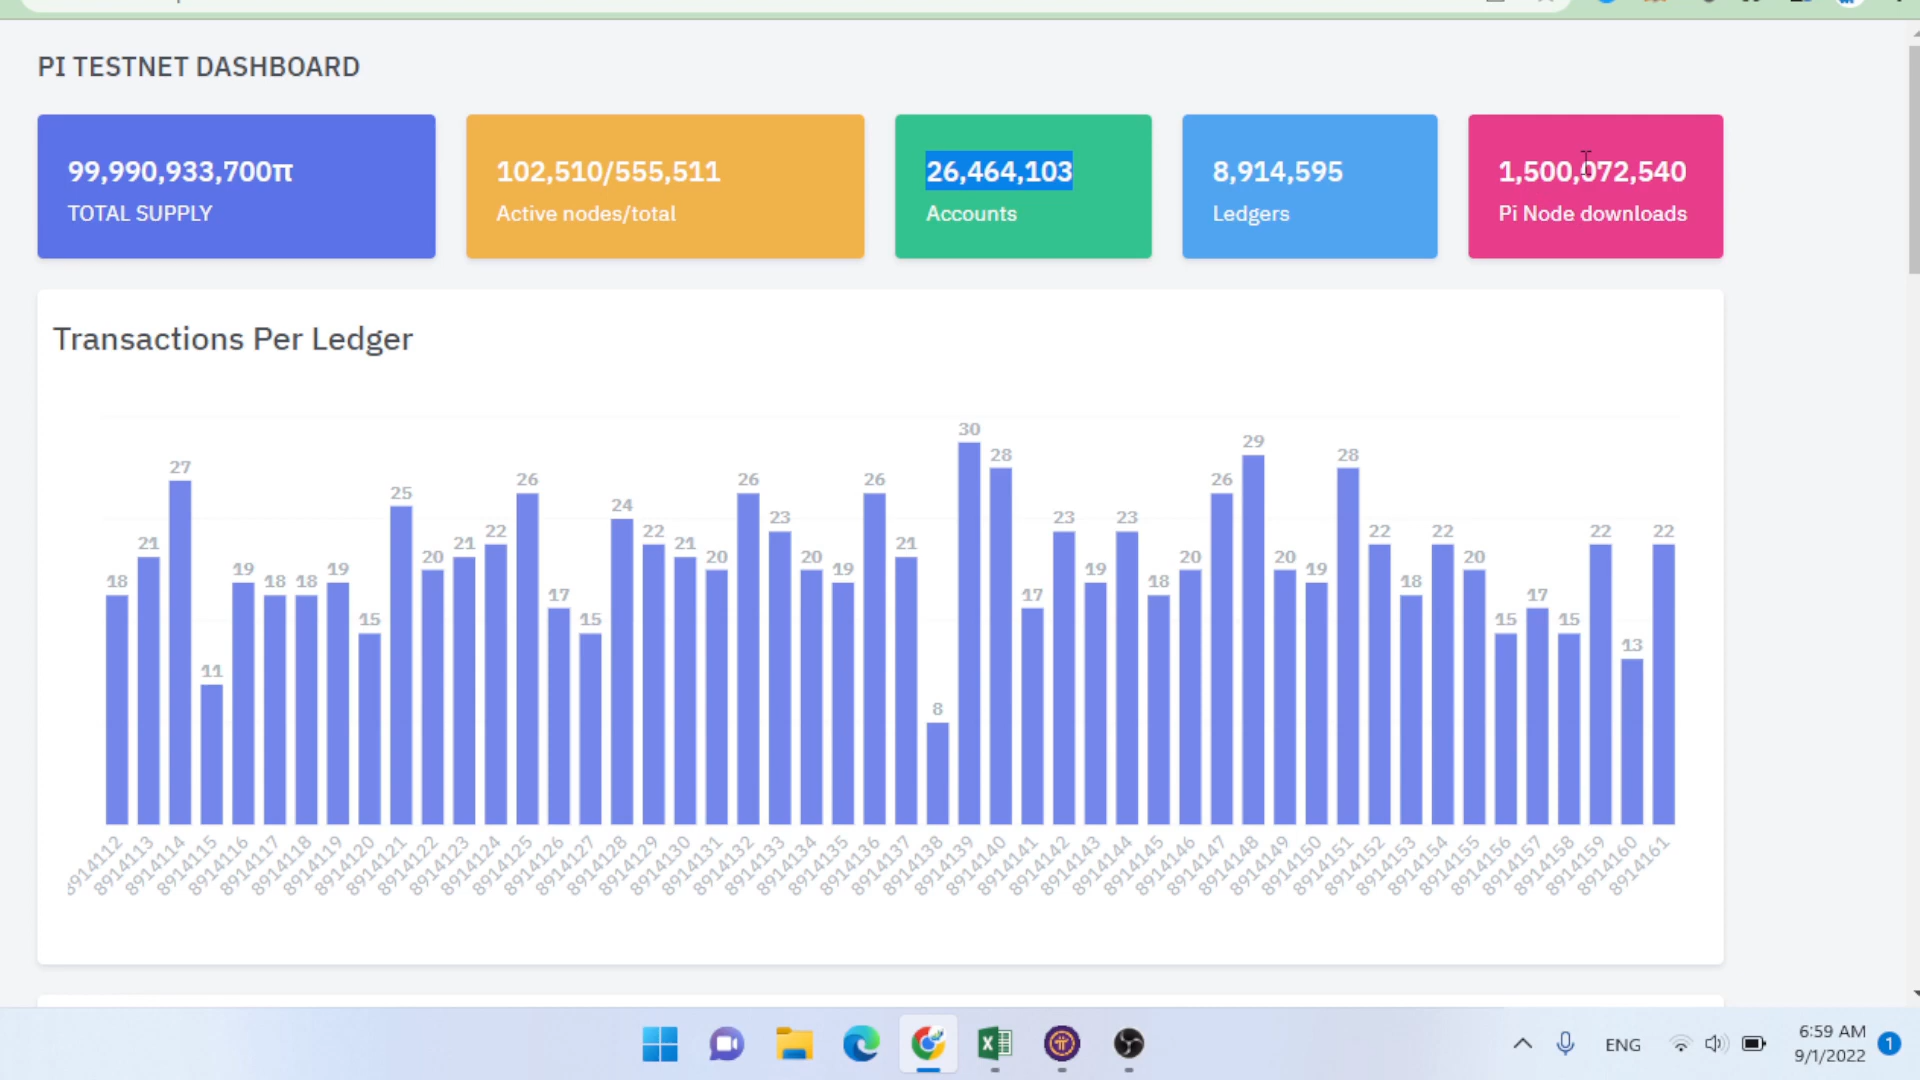 PI TESTNET DASHBOARD
99,990,933,700π
TOTAL SUPPLY
102,510/555,511
Active nodes/total
26,464,103
Accounts
8,914,595
Ledgers
1,500,072,540
Pi Node downloads
Transactions Per Ledger
18 21 27 11 19 18 18 19 15 25 20 21 22 26 17 15 24 22 21 20 26 23 20 19 26 21 8 30 28 17 23 19 23 18 20 26 29 20 19 28 22 18 22 20 15 17 15 22 13 22
8914112 8914113 8914114 8914115 8914116 8914117 8914118 8914119 8914120 8914121 8914122 8914123 8914124 8914125 8914126 8914127 8914128 8914129 8914130 8914131 8914132 8914133 8914134 8914135 8914136 8914137 8914138 8914139 8914140 8914141 8914142 8914143 8914144 8914145 8914146 8914147 8914148 8914149 8914150 8914151 8914152 8914153 8914154 8914155 8914156 8914157 8914158 8914159 8914160 8914161
ENG
6:59 AM
9/1/2022
1